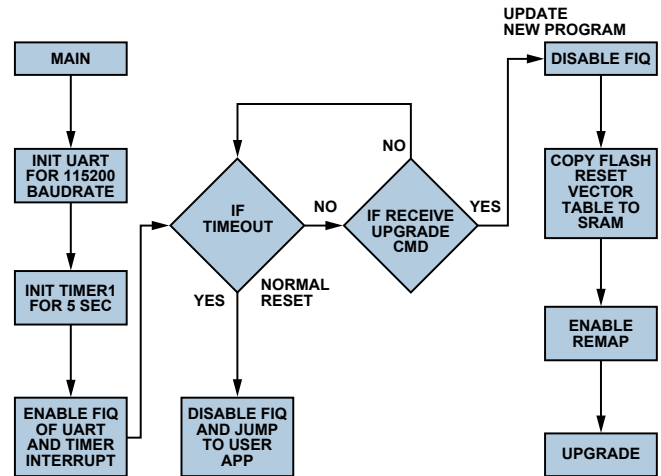 MAIN
INIT UART
FOR 115200
BAUDRATE
INIT TIMER1
FOR 5 SEC
ENABLE FIQ
OF UART
AND TIMER
INTERRUPT
IF
TIMEOUT
NO
YES
NORMAL
RESET
DISABLE FIQ
AND JUMP
TO USER
APP
NO
IF RECEIVE
UPGRADE
CMD
YES
UPDATE
NEW PROGRAM
DISABLE FIQ
COPY FLASH
RESET
VECTOR
TABLE TO
SRAM
ENABLE
REMAP
UPGRADE